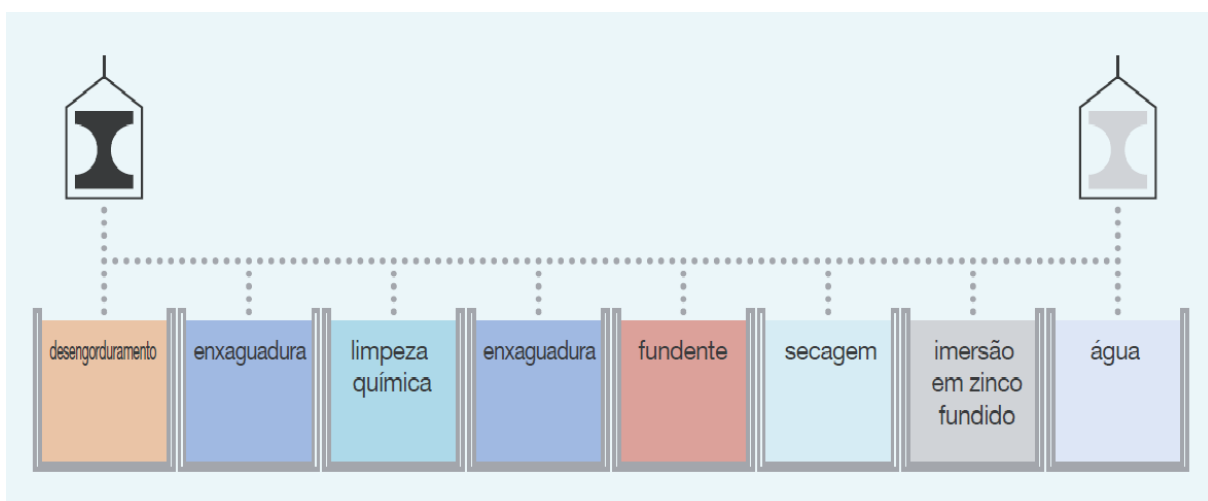 desengorduramento
enxaguadura
limpeza
química
enxaguadura
fundente
secagem
imersão
em zinco
fundido
água